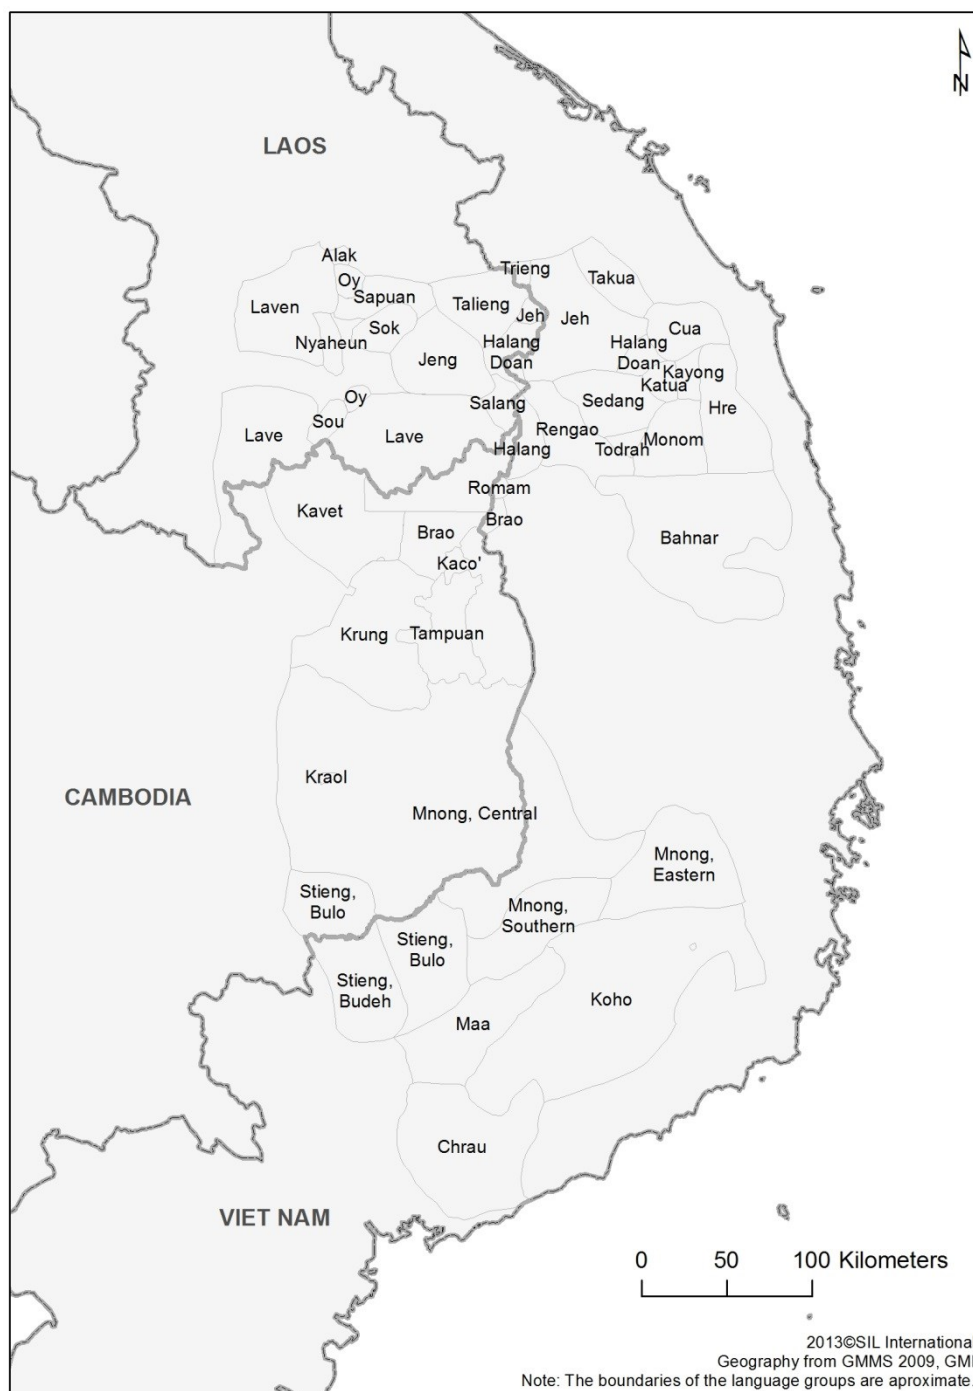 N
LAOS
Alak
Oy
Sapuan
Laven
Sok
Nyaheun
Talieng
Jeng
Trieng
Takua
Jeh
Jeh
Halang
Doan
Halang
Doan
Cua
Kayong
Katua
Sedang
Hre
Salang
Rengao
Monom
Todrah
Halang
Oy
Sou
Lave
Lave
Romam
Kavet
Brao
Brao
Kaco'
Bahnar
Krung
Tampuan
Kraol
CAMBODIA
Mnong, Central
Mnong,
Eastern
Stieng,
Bulo
Mnong,
Southern
Stieng,
Bulo
Stieng,
Budeh
Koho
Maa
Chrau
VIET NAM
0 50 100 Kilometers
2013©SIL Internationa
Geography from GMMS 2009, GMI
Note: The boundaries of the language groups are aproximate.